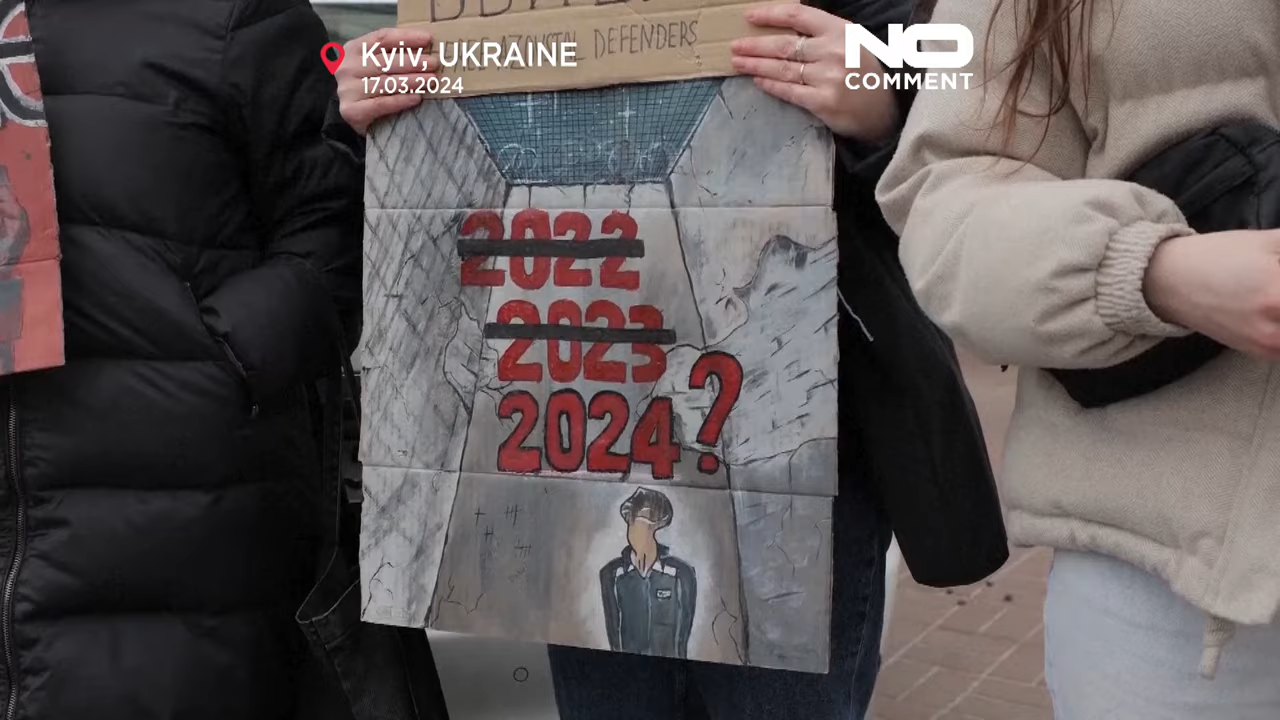 DEFENDERS
Kyiv, UKRAINE
17.03.2024
NO
COMMENT
2022
2023
2024?